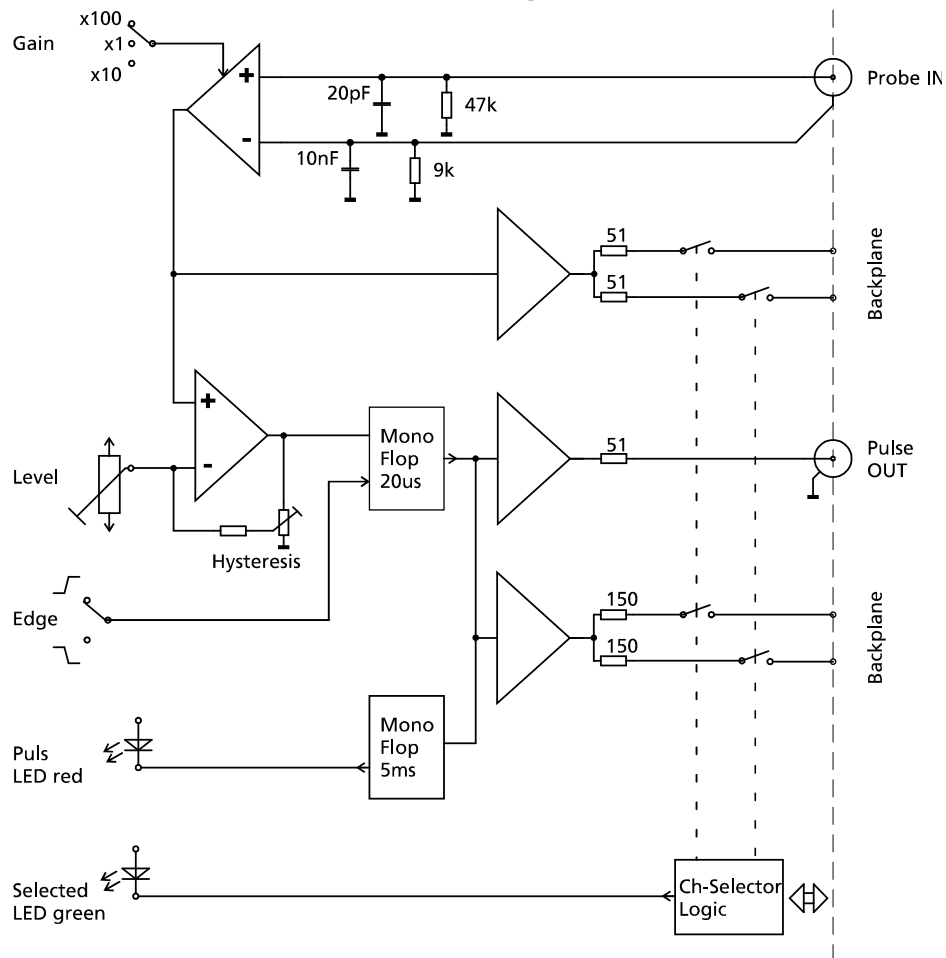 x100
Gain
x1
x10
+
-
20pF
47k
10nF
9k
Probe IN
51
51
Backplane
+
-
Level
Hysteresis
Mono
Flop
20us
51
Pulse
OUT
Edge
150
150
Backplane
Mono
Flop
5ms
Puls
LED red
Selected
LED green
Ch-Selector
Logic